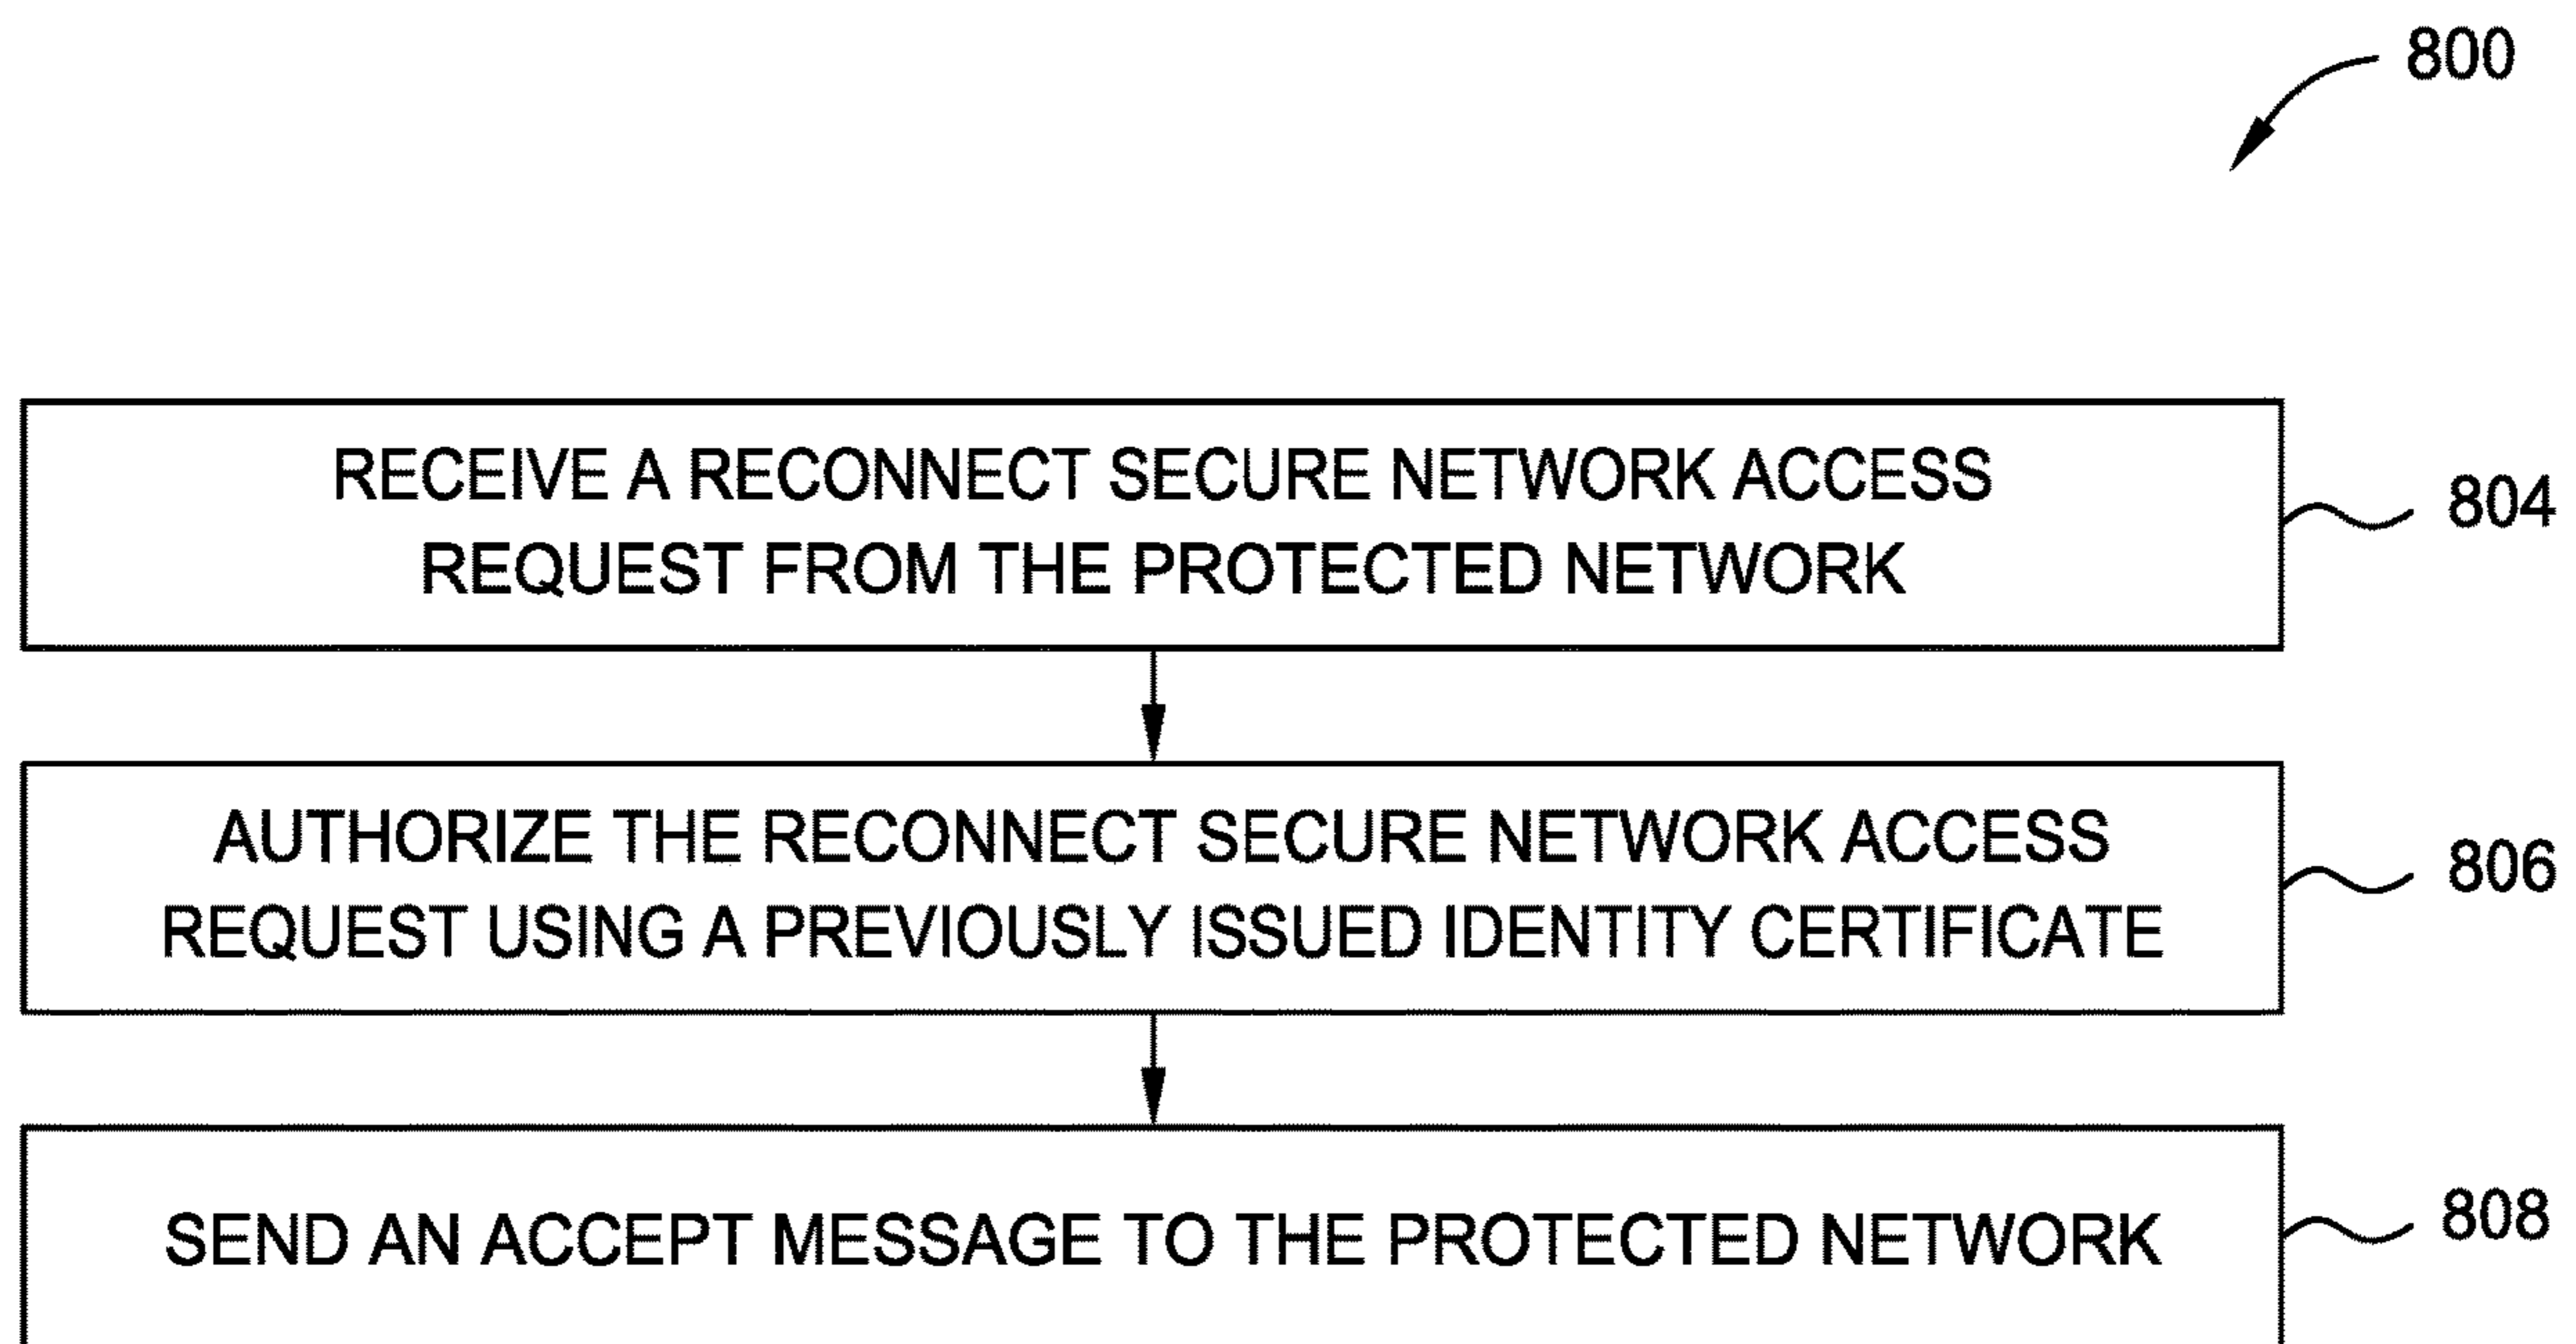 800
RECEIVE A RECONNECT SECURE NETWORK ACCESS
REQUEST FROM THE PROTECTED NETWORK
804
AUTHORIZE THE RECONNECT SECURE NETWORK ACCESS
REQUEST USING A PREVIOUSLY ISSUED IDENTITY CERTIFICATE
806
SEND AN ACCEPT MESSAGE TO THE PROTECTED NETWORK
808